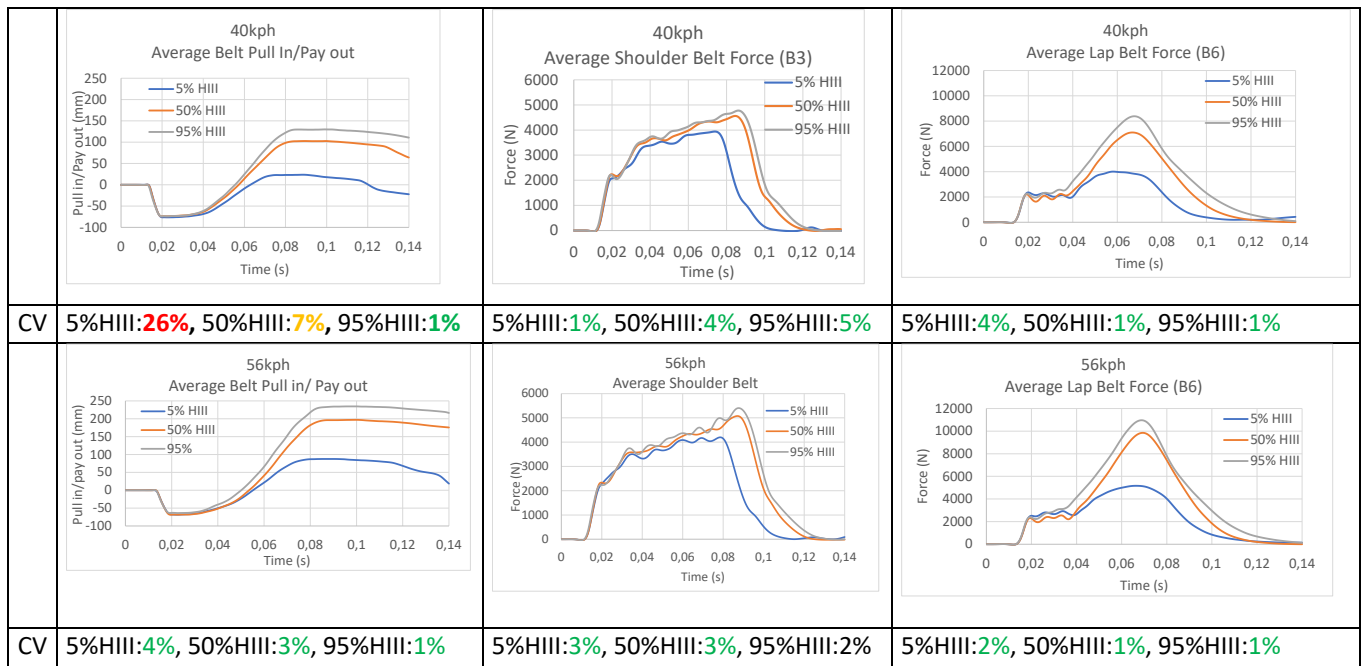 40kph
Average Belt Pull In/Pay out
250
200
150
100
50
0
-50
-100
Pull in/Pay out (mm)
5% HIII
50% HIII
95% HIII
0 0,02 0,04 0,06 0,08 0,1 0,12 0,14
Time (s)
40kph
Average Shoulder Belt Force (B3)
6000
5000
4000
3000
2000
1000
0
Force (N)
5% HIII
50% HIII
95% HIII
0 0,02 0,04 0,06 0,08 0,1 0,12 0,14
Time (s)
40kph
Average Lap Belt Force (B6)
12000
10000
8000
6000
4000
2000
0
Force (N)
5% HIII
50% HIII
95% HIII
0 0,02 0,04 0,06 0,08 0,1 0,12 0,14
Time (s)
CV
5%HIII:26%, 50%HIII:7%, 95%HIII:1%
5%HIII:1%, 50%HIII:4%, 95%HIII:5%
5%HIII:4%, 50%HIII:1%, 95%HIII:1%
56kph
Average Belt Pull in/ Pay out
250
200
150
100
50
0
-50
-100
Pull in/pay out (mm)
5% HIII
50% HIII
95%
0 0,02 0,04 0,06 0,08 0,1 0,12 0,14
Time (s)
56kph
Average Shoulder Belt
6000
5000
4000
3000
2000
1000
0
Force (N)
5% HIII
50% HIII
95% HIII
0 0,02 0,04 0,06 0,08 0,1 0,12 0,14
Time (s)
56kph
Average Lap Belt Force (B6)
12000
10000
8000
6000
4000
2000
0
Force (N)
5% HIII
50% HIII
95% HIII
0 0,02 0,04 0,06 0,08 0,1 0,12 0,14
Time (s)
CV
5%HIII:4%, 50%HIII:3%, 95%HIII:1%
5%HIII:3%, 50%HIII:3%, 95%HIII:2%
5%HIII:2%, 50%HIII:1%, 95%HIII:1%